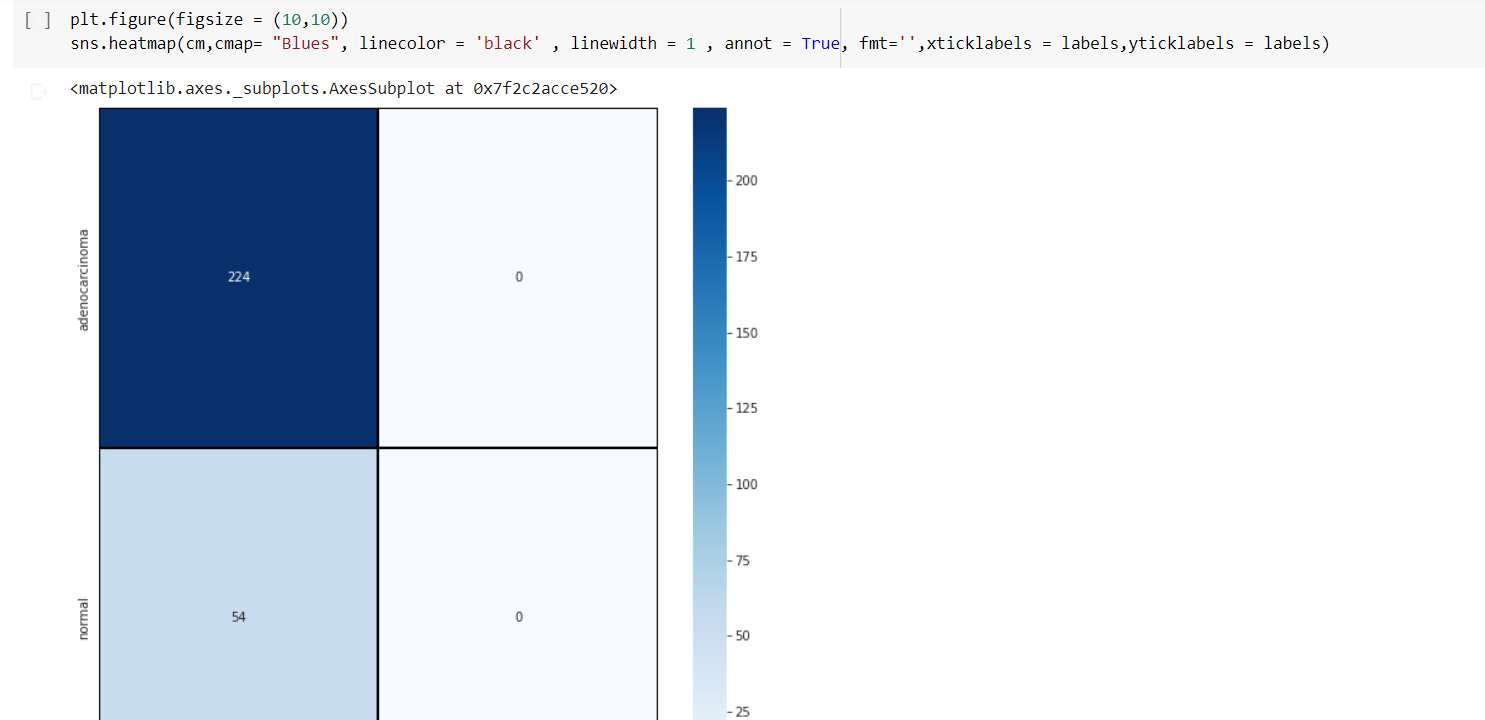 [ ] plt.figure(figsize = (10,10))
sns.heatmap(cm,cmap= "Blues", linecolor = 'black' , linewidth = 1 , annot = True, fmt='',xticklabels = labels,yticklabels = labels)
<matplotlib.axes._subplots.AxesSubplot at 0x7f2c2acce520>
adenocarcinoma
224
0
normal
54
0
200
175
150
125
100
75
50
25